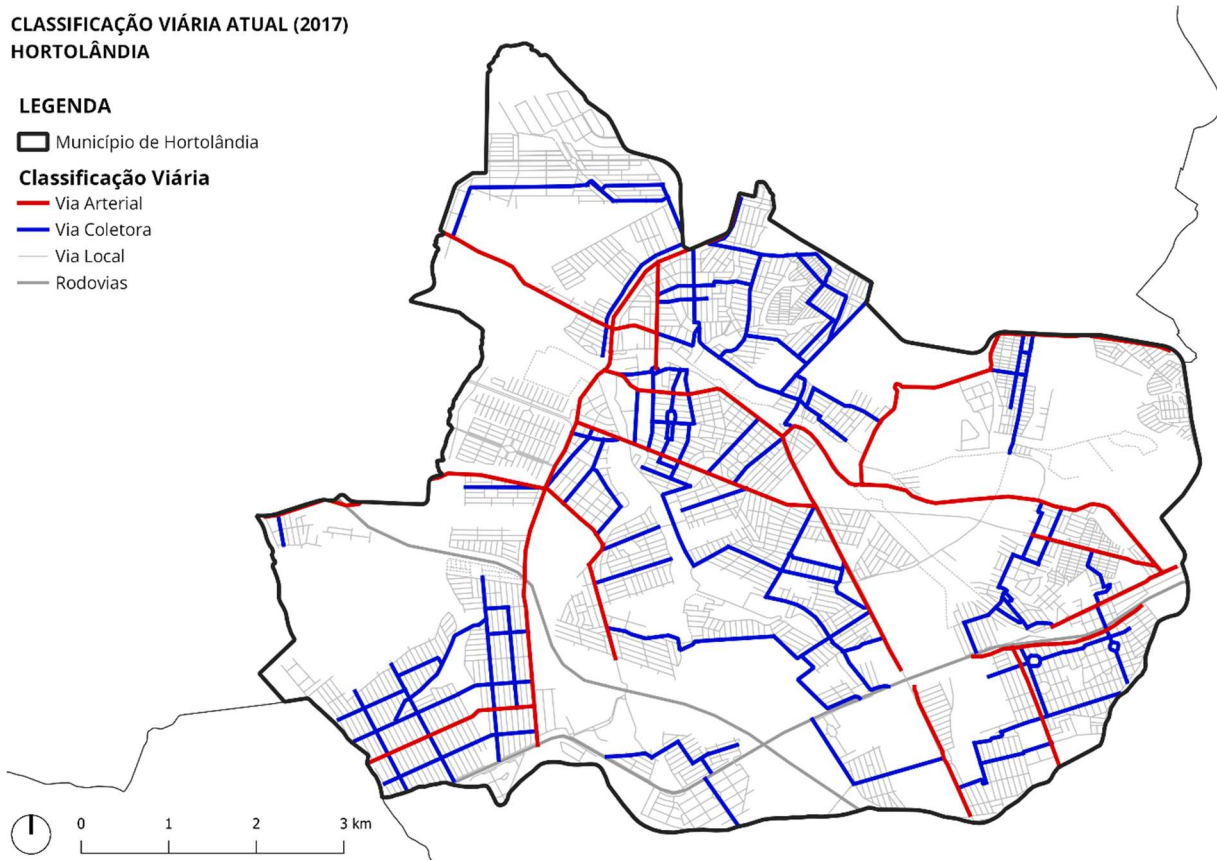 CLASSIFICAÇÃO VIÁRIA ATUAL (2017)
HORTOLÂNDIA
LEGENDA
Município de Hortolândia
Classificação Viária
Via Arterial
Via Coletora
Via Local
Rodovias
0 1 2 3 km